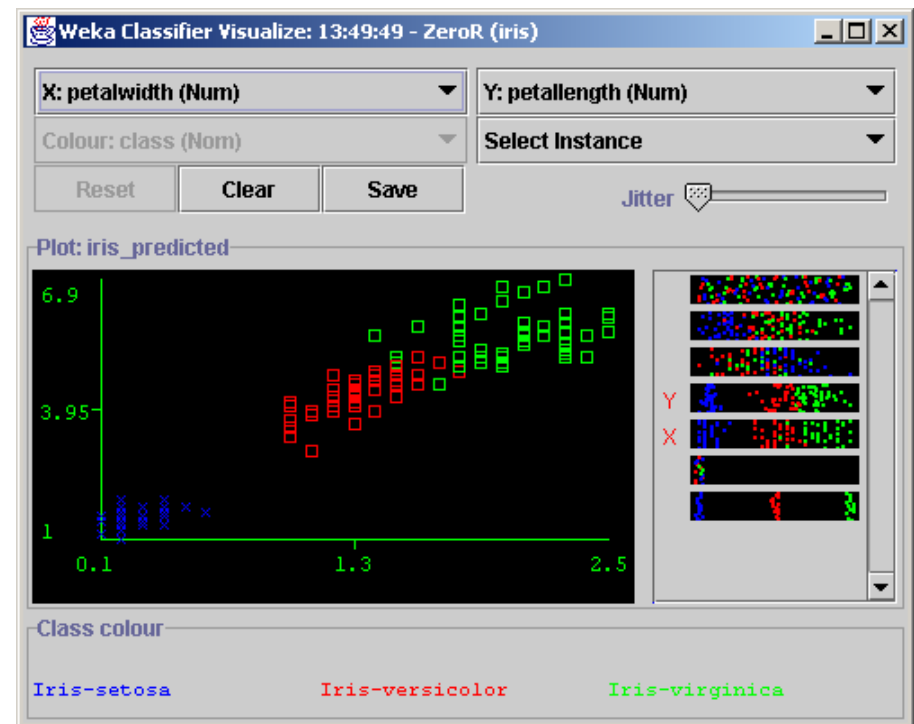 Weka Classifier Visualize: 13:49:49 - ZeroR (iris)
X: petalwidth (Num) Y: petallength (Num)
Colour: class (Nom) Select Instance
Reset Clear Save Jitter
Plot: iris_predicted
6.9
3.95
Y
X
1
0.1 1.3 2.5
Class colour
Iris-setosa Iris-versicolor Iris-virginica